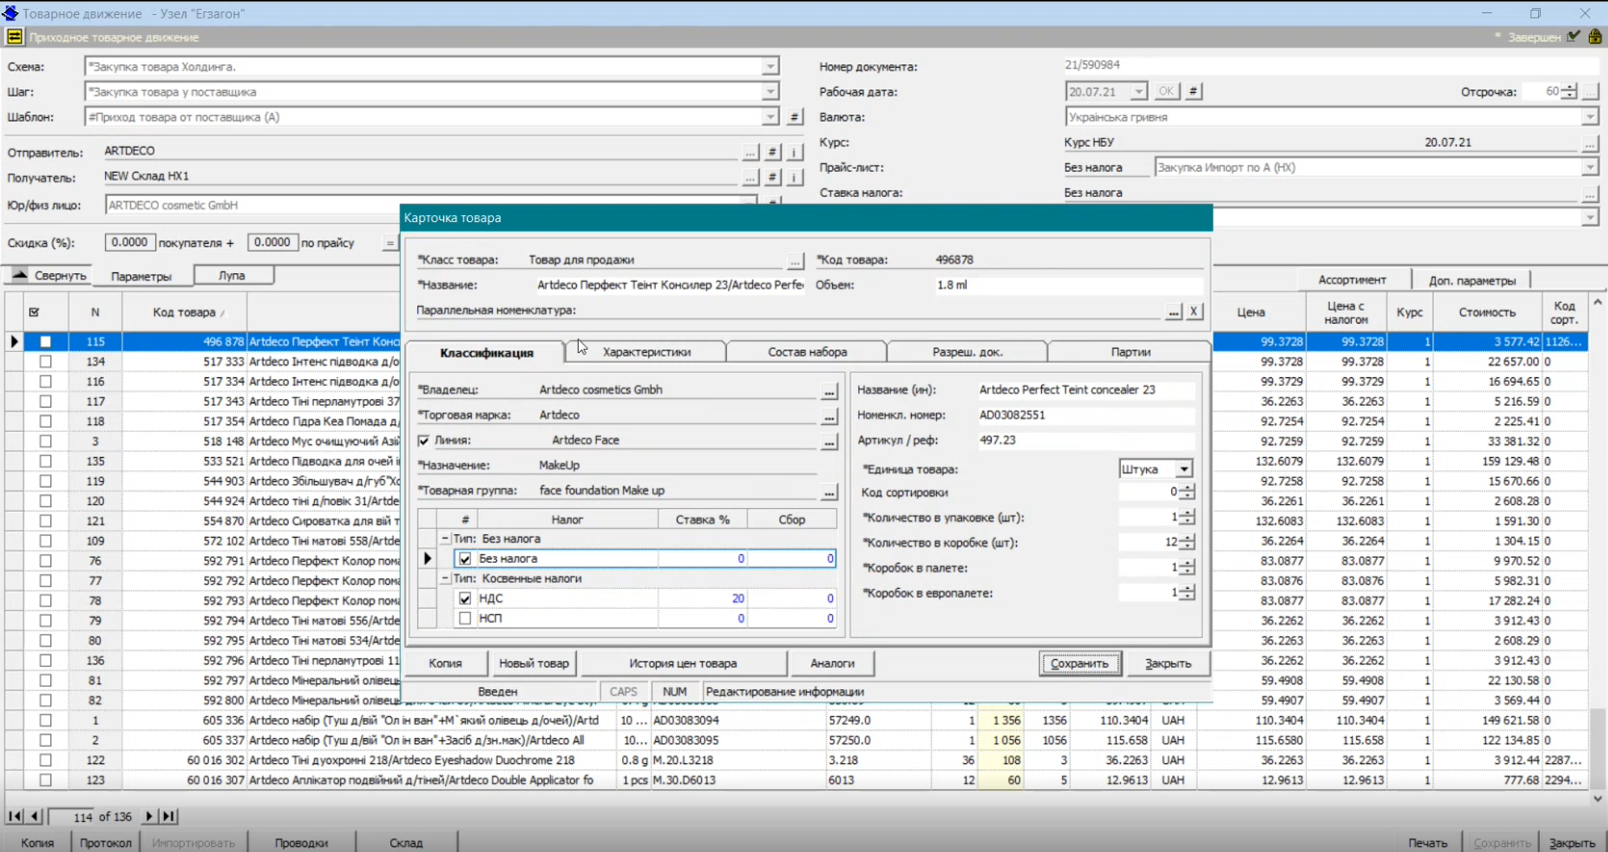 Товарное движение - Узел "Егзагон"
Приходное товарное движение
* Завершен
Схема: *Закупка товара Холдинга.
Номер документа: 21/590984
Шаг: *Закупка товара у поставщика
Рабочая дата: 20.07.21 OK #
Отсрочка: 60
Шаблон: #Приход товара от поставщика (А) #
Валюта: Українська гривня
Курс: Курс НБУ 20.07.21 ...
Отправитель: ARTDECO ... # i
Прайс-лист: Без налога Закупка Импорт по А (НХ)
Получатель: NEW Склад НХ1 ... # i
Ставка налога: Без налога ...
Юр/физ лицо: ARTDECO cosmetic GmbH
Скидка (%): 0.0000 покупателя + 0.0000 по прайсу =
Свернуть Параметры Лупа
Ассортимент Доп. параметры
Карточка товара
*Класс товара: Товар для продажи ...
*Код товара: 496878
*Название: Artdeco Перфект Теінт Консилер 23/Artdeco Perfe
Объем: 1.8 ml
Параллельная номенклатура: ... X
Классификация Характеристики Состав набора Разреш. док. Партии
*Владелец: Artdeco cosmetics Gmbh ...
*Торговая марка: Artdeco ...
Линия: Artdeco Face ...
*Назначение: MakeUp
*Товарная группа: face foundation Make up ...
# Налог Ставка % Сбор
Тип: Без налога
Без налога 0 0
Тип: Косвенные налоги
НДС 20 0
НСП 0 0
Название (ин): Artdeco Perfect Teint concealer 23
Номенкл. номер: AD03082551
Артикул / реф: 497.23
*Единица товара: Штука
Код сортировки 0
*Количество в упаковке (шт): 1
*Количество в коробке (шт): 12
*Коробок в палете: 1
*Коробок в европалете: 1
Копия Новый товар История цен товара Аналоги Сохранить Закрыть
Введен CAPS NUM Редактирование информации
N Код товара Цена Цена с налогом Курс Стоимость Код сорт.
115 496 878 Artdeco Перфект Теінт Конс 99.3728 99.3728 1 3 577.42 1126...
134 517 333 Artdeco Інтенс підводка д/о 99.3728 99.3728 1 22 657.00 0
116 517 334 Artdeco Інтенс підводка д/о 99.3729 99.3729 1 16 694.65 0
117 517 343 Artdeco Тіні перламутрові 37 36.2263 36.2263 1 5 216.59 0
118 517 354 Artdeco Гідра Кеа Помада д/ 92.7254 92.7254 1 2 225.41 0
3 518 148 Artdeco Мус очищуючий Азій 92.7259 92.7259 1 33 381.32 0
135 533 521 Artdeco Підводка для очей і 132.6079 132.6079 1 159 129.48 0
119 544 903 Artdeco Збільшувач д/губ"Хо 92.7258 92.7258 1 15 670.66 0
120 544 924 Artdeco тіні д/повік 31/Artde 36.2261 36.2261 1 2 608.28 0
121 554 870 Artdeco Сироватка для вій т 132.6083 132.6083 1 1 591.30 0
109 572 102 Artdeco Тіні матові 558/Artde 36.2264 36.2264 1 1 304.15 0
76 592 791 Artdeco Перфект Колор пома 83.0877 83.0877 1 9 970.52 0
77 592 792 Artdeco Перфект Колор пома 83.0876 83.0876 1 5 982.31 0
78 592 793 Artdeco Перфект Колор пома 83.0877 83.0877 1 17 282.24 0
79 592 794 Artdeco Тіні матові 556/Artde 36.2262 36.2262 1 3 912.43 0
80 592 795 Artdeco Тіні матові 534/Artde 36.2262 36.2262 1 2 608.29 0
136 592 796 Artdeco Тіні перламутрові 11 36.2262 36.2262 1 3 912.43 0
81 592 797 Artdeco Мінеральний олівець 59.4908 59.4908 1 22 130.58 0
82 592 800 59.4907 59.4907 1 3 569.44 0
1 605 336 Artdeco набір (Туш д/вій "Ол ін ван"+М`який олівець д/очей)/Artd 10 ... AD03083094 57249.0 1 1 356 1356 110.3404 UAH 110.3404 110.3404 1 149 621.58 0
2 605 337 Artdeco набір (Туш д/вій "Ол ін ван"+Засіб д/зн.мак)/Artdeco All 10... AD03083095 57250.0 1 1 056 1056 115.658 UAH 115.6580 115.6580 1 122 134.85 0
122 60 016 302 Artdeco Тіні дуохромні 218/Artdeco Eyeshadow Duochrome 218 0.8 g M.20.L3218 3.218 36 108 3 36.2263 UAH 36.2263 36.2263 1 3 912.44 2287...
123 60 016 307 Artdeco Аплікатор подвійний д/тіней/Artdeco Double Applicator fo 1 pcs M.30.D6013 6013 12 60 5 12.9613 UAH 12.9613 12.9613 1 777.68 2294...
114 of 136
Копия Протокол Импортировать Проводки Склад Печать Сохранить Закрыть